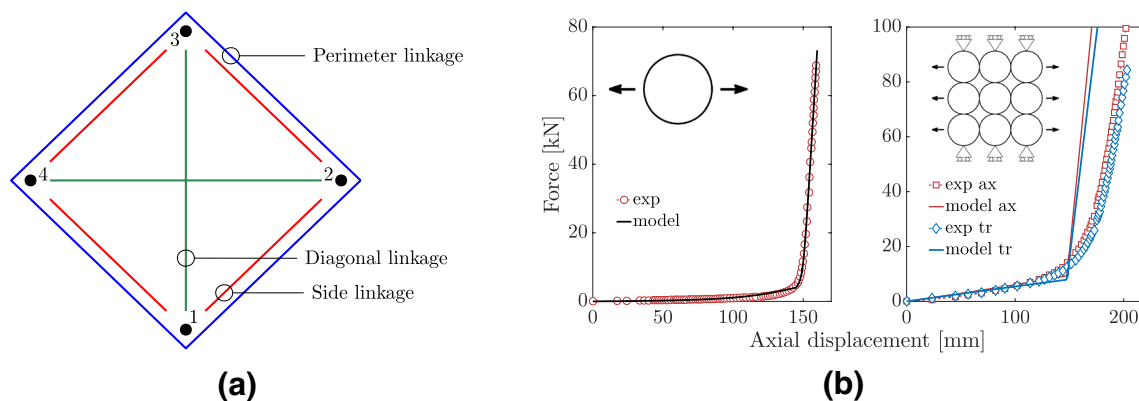 3
Perimeter linkage
4
2
Diagonal linkage
Side linkage
1
(a)
80
60
40
20
0
Force [kN]
exp
model
0
50
100
150
100
80
60
40
20
0
exp ax
model ax
exp tr
model tr
0
100
200
Axial displacement [mm]
(b)